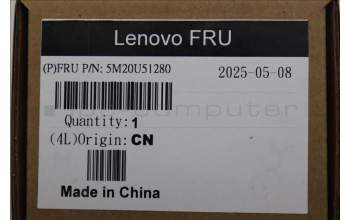 Lenovo FRU
(P)FRU P/N: 5M20U51280
2025-05-08
Quantity: 1
(4L)Origin: CN
Made in China